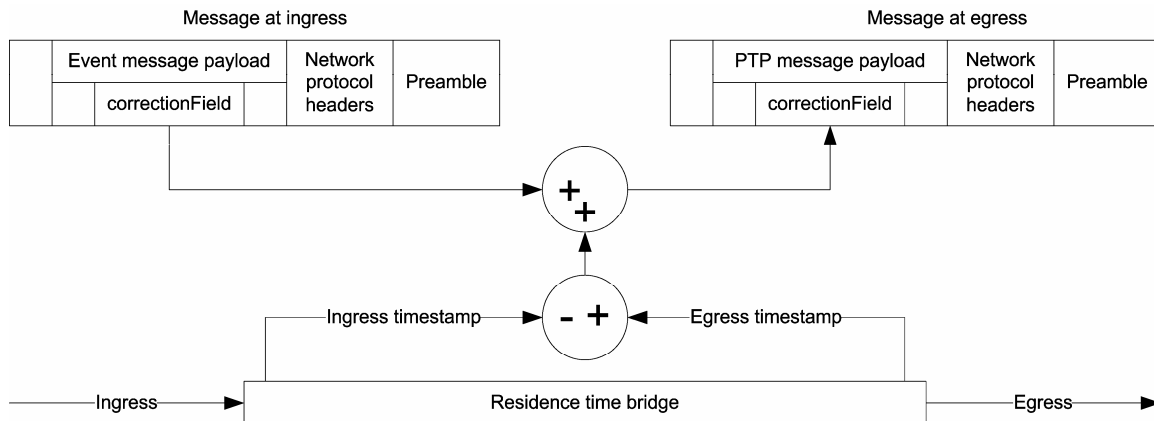 Message at ingress
Message at egress
Event message payload
correctionField
Network
protocol
headers
Preamble
PTP message payload
correctionField
Network
protocol
headers
Preamble
+
+
Ingress timestamp
- +
Egress timestamp
Ingress
Residence time bridge
Egress